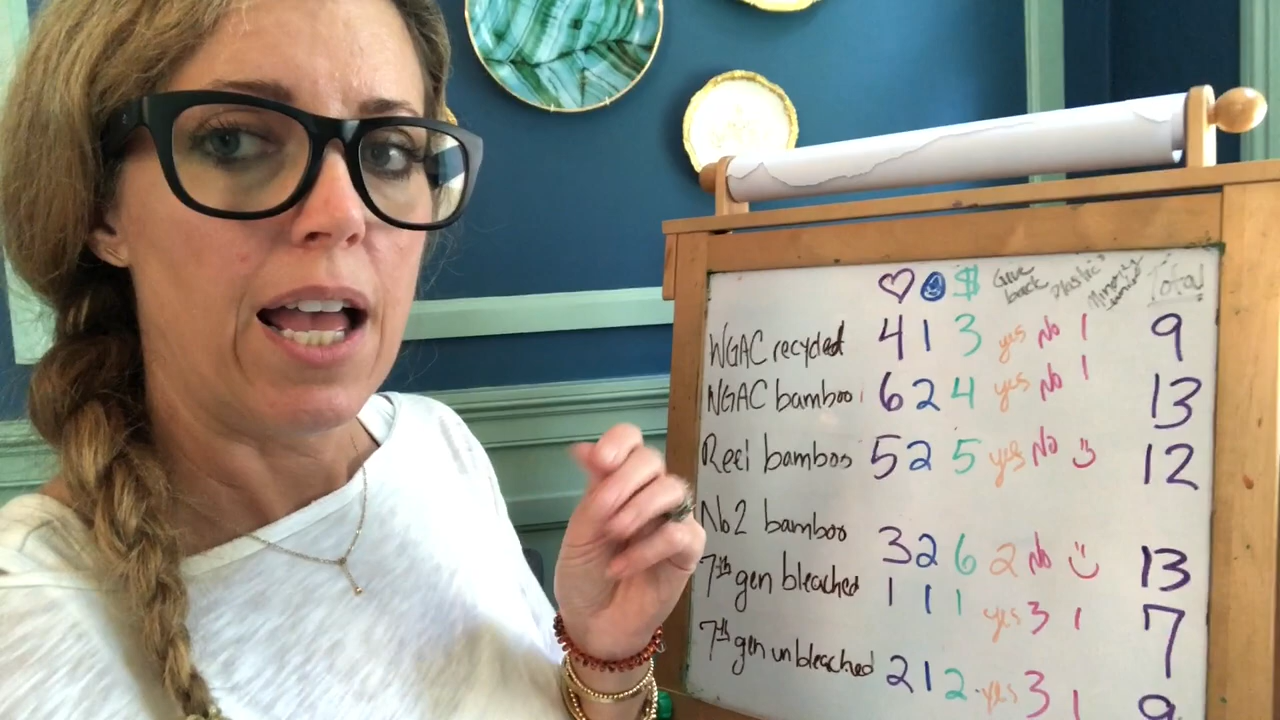 $ Give back Plastic? Minority owned Total
WGAC recycled 4 1 3 yes No 1 9
WGAC bamboo 6 2 4 yes No 1 13
Reel bamboo 5 2 5 yes No 12
No2 bamboo 3 2 6 2 No 13
7th gen bleached 1 1 1 yes 3 1 7
7th gen unbleached 2 1 2 yes 3 1 9